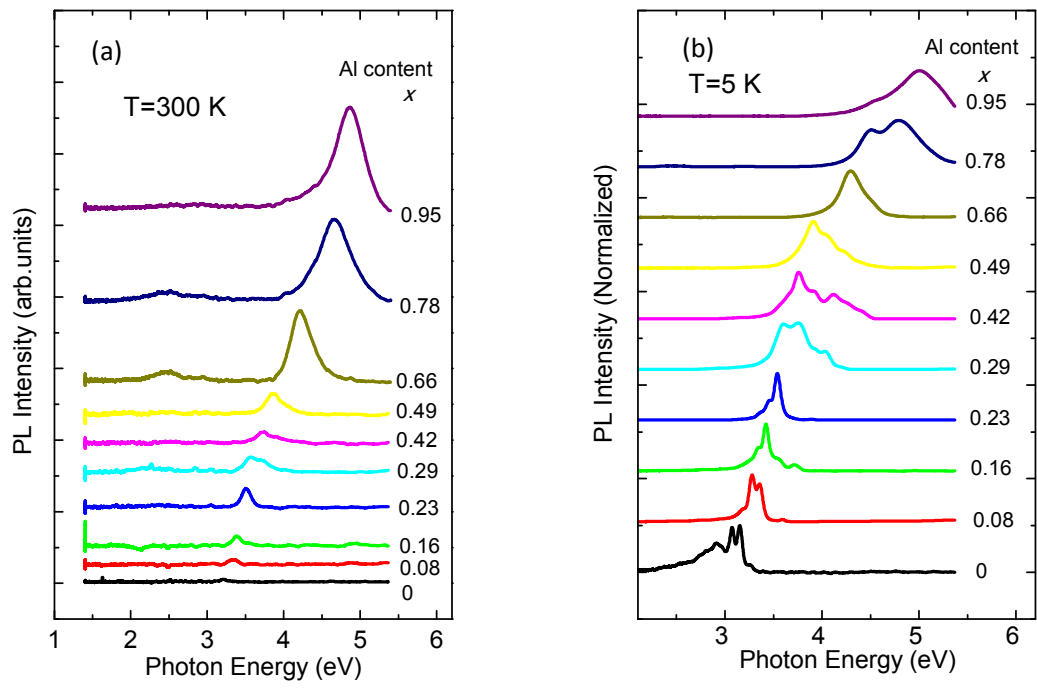 (a)
Al content
x
T=300 K
0.95
0.78
0.66
0.49
0.42
0.29
0.23
0.16
0.08
0
PL Intensity (arb.units)
1 2 3 4 5 6
Photon Energy (eV)
(b)
Al content
x
T=5 K
0.95
0.78
0.66
0.49
0.42
0.29
0.23
0.16
0.08
0
PL Intensity (Normalized)
3 4 5 6
Photon Energy (eV)